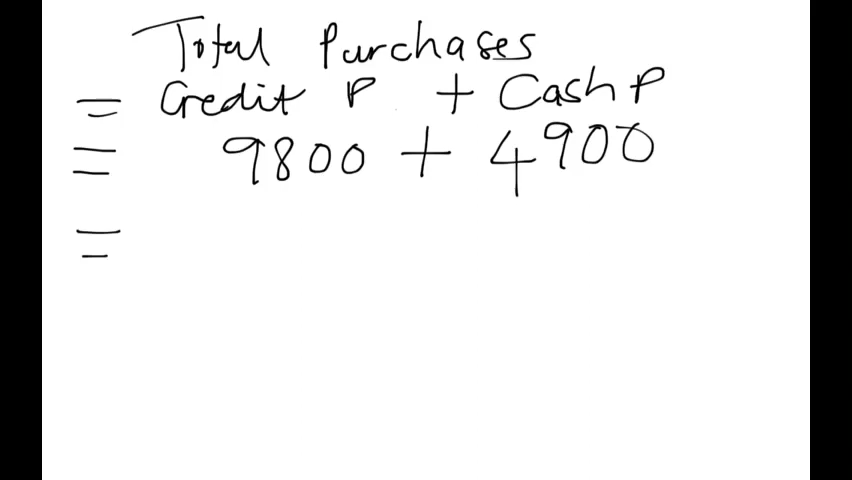 Total Purchases
= Credit P + Cash P
= 9800 + 4900
=